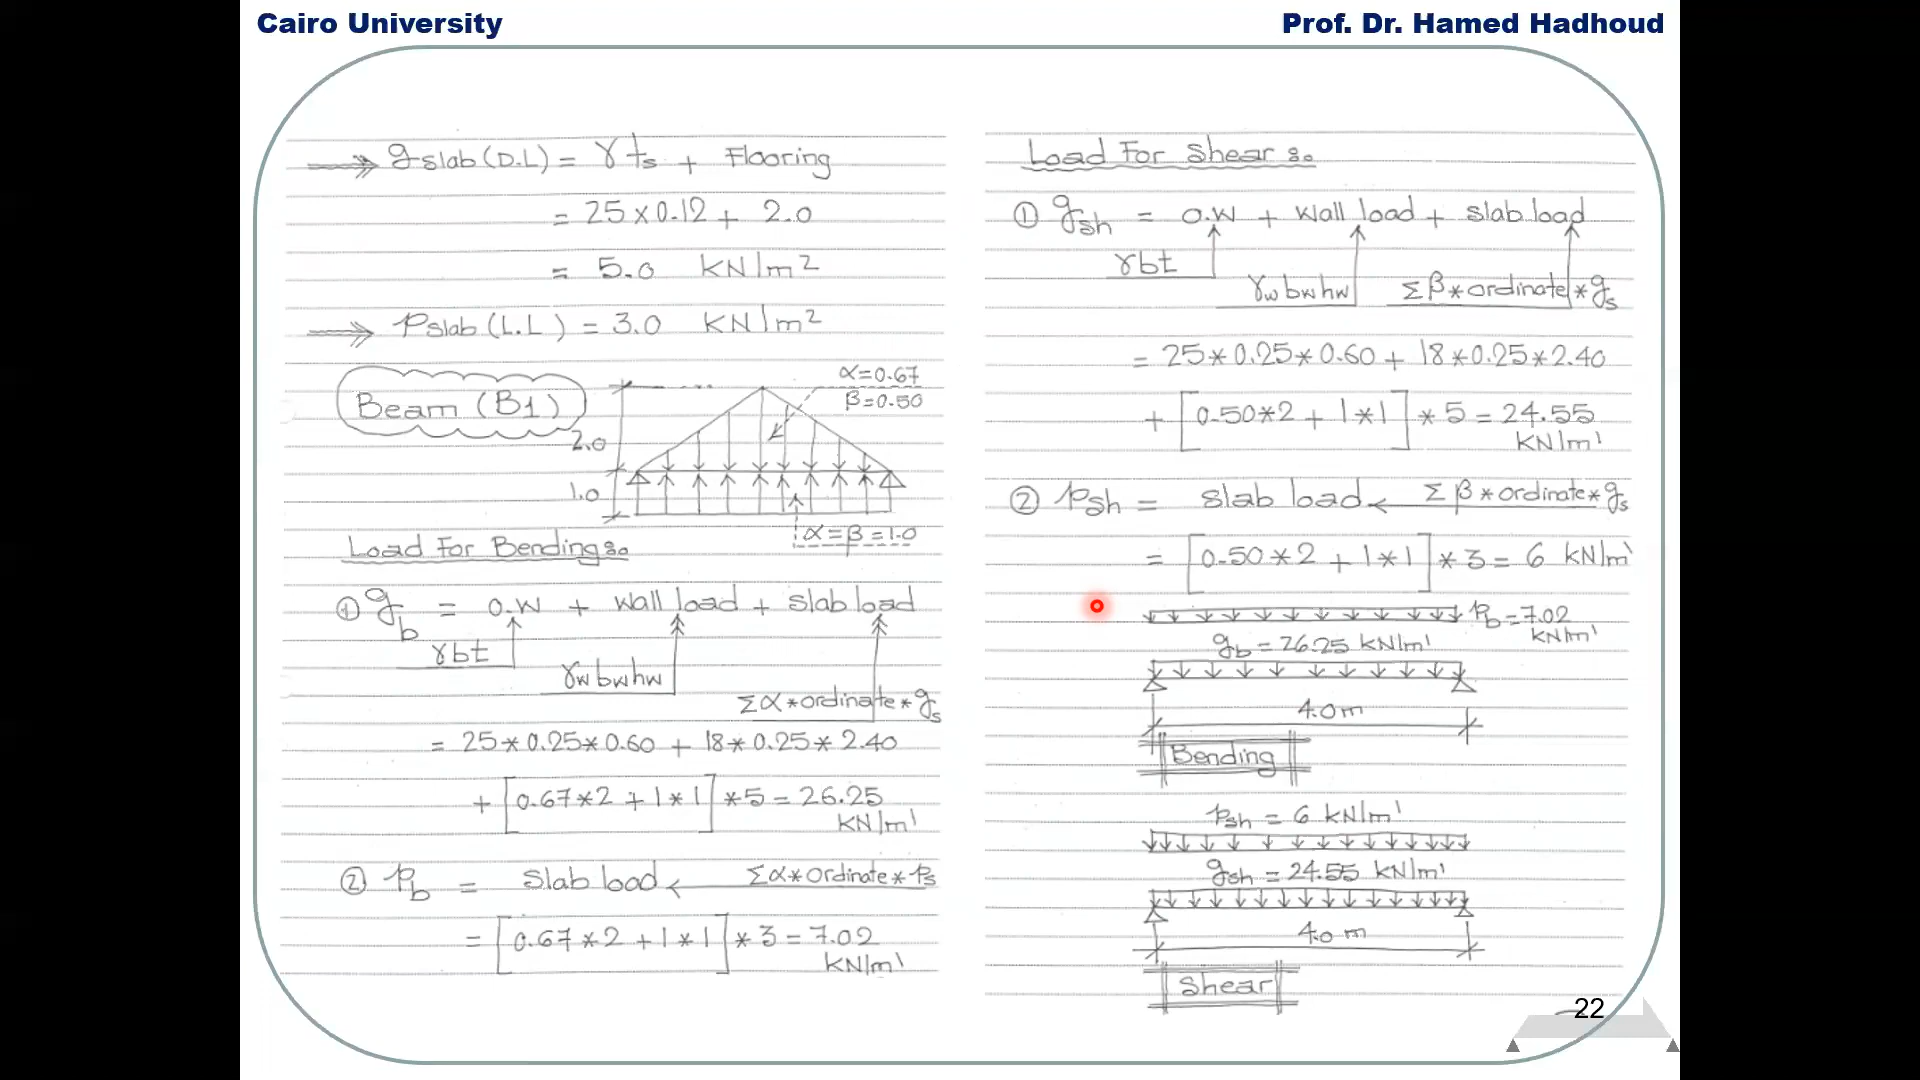 Cairo University
Prof. Dr. Hamed Hadhoud
⇒ g slab (D.L) = γ ts + Flooring
= 25 × 0.12 + 2.0
= 5.0 kN/m2
⇒ P slab (L.L) = 3.0 kN/m2
Beam (B1)
α=0.67
β=0.50
2.0
1.0
α=β=1.0
Load For Bending:
① gb = o.w + wall load + slab load
γbt
γw bw hw
Σα*ordinate*gs
= 25*0.25*0.60 + 18*0.25*2.40
+ [0.67*2 + 1*1] *5 = 26.25
kN/m'
② Pb = slab load ← Σα*ordinate*Ps
= [0.67*2 + 1*1] *3 = 7.02
kN/m'
Load For Shear:
① gsh = o.w + wall load + slab load
γbt
γw bw hw
Σβ*ordinate*gs
= 25*0.25*0.60 + 18*0.25*2.40
+ [0.50*2 + 1*1] *5 = 24.55
kN/m'
② Psh = slab load ← Σβ*ordinate*gs
= [0.50*2 + 1*1] *3 = 6 kN/m'
Pb = 7.02
kN/m'
gb = 26.25 kN/m'
4.0 m
Bending
Psh = 6 kN/m'
gsh = 24.55 kN/m'
4.0 m
Shear
22